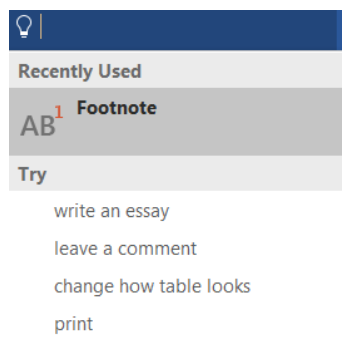 Recently Used
AB1 Footnote
Try
write an essay
leave a comment
change how table looks
print